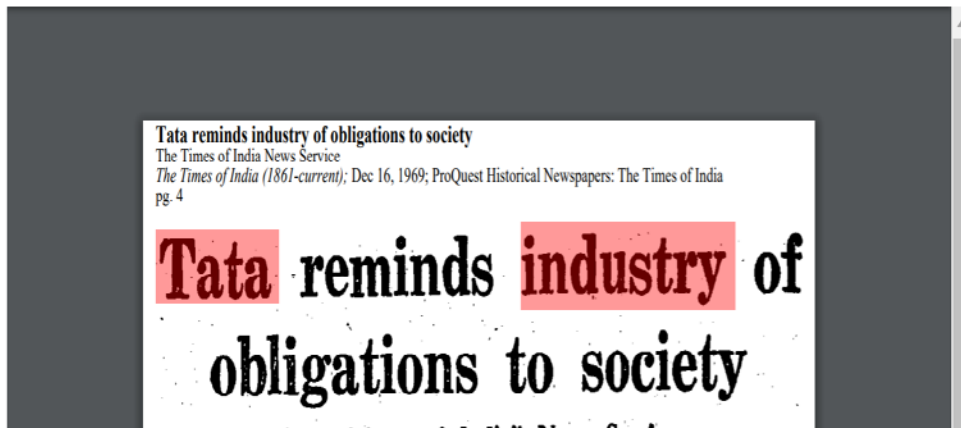 Tata reminds industry of obligations to society
The Times of India News Service
The Times of India (1861-current); Dec 16, 1969; ProQuest Historical Newspapers: The Times of India
pg. 4
Tata reminds industry of
obligations to society